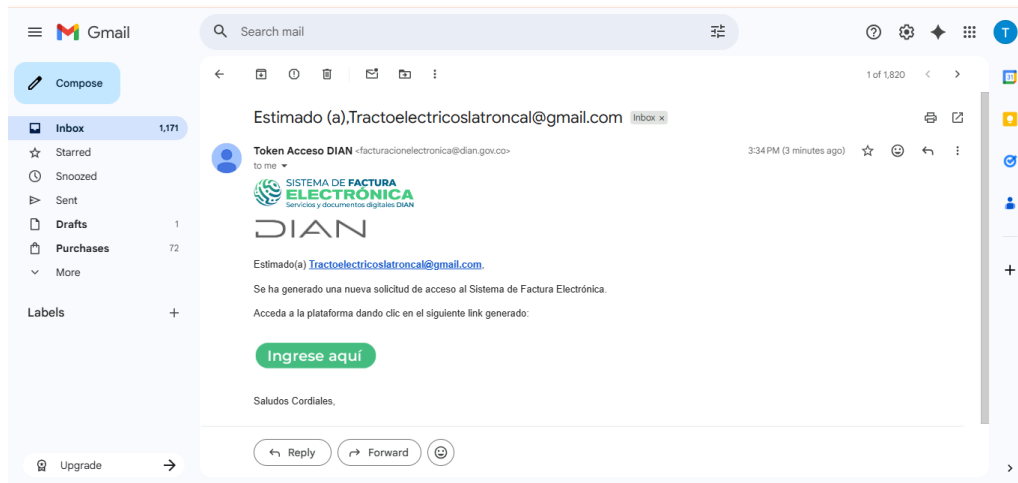 Gmail
Search mail
T
Compose
1 of 1,820
31
Inbox 1,171
Starred
Snoozed
Sent
Drafts 1
Purchases 72
More
Labels
Upgrade
Estimado (a),Tractoelectricoslatroncal@gmail.com Inbox x
Token Acceso DIAN <facturacionelectronica@dian.gov.co> 3:34 PM (3 minutes ago)
to me
SISTEMA DE FACTURA
ELECTRÓNICA
Servicios y documentos digitales DIAN
DIAN
Estimado(a) Tractoelectricoslatroncal@gmail.com,
Se ha generado una nueva solicitud de acceso al Sistema de Factura Electrónica.
Acceda a la plataforma dando clic en el siguiente link generado:
Ingrese aquí
Saludos Cordiales,
Reply Forward